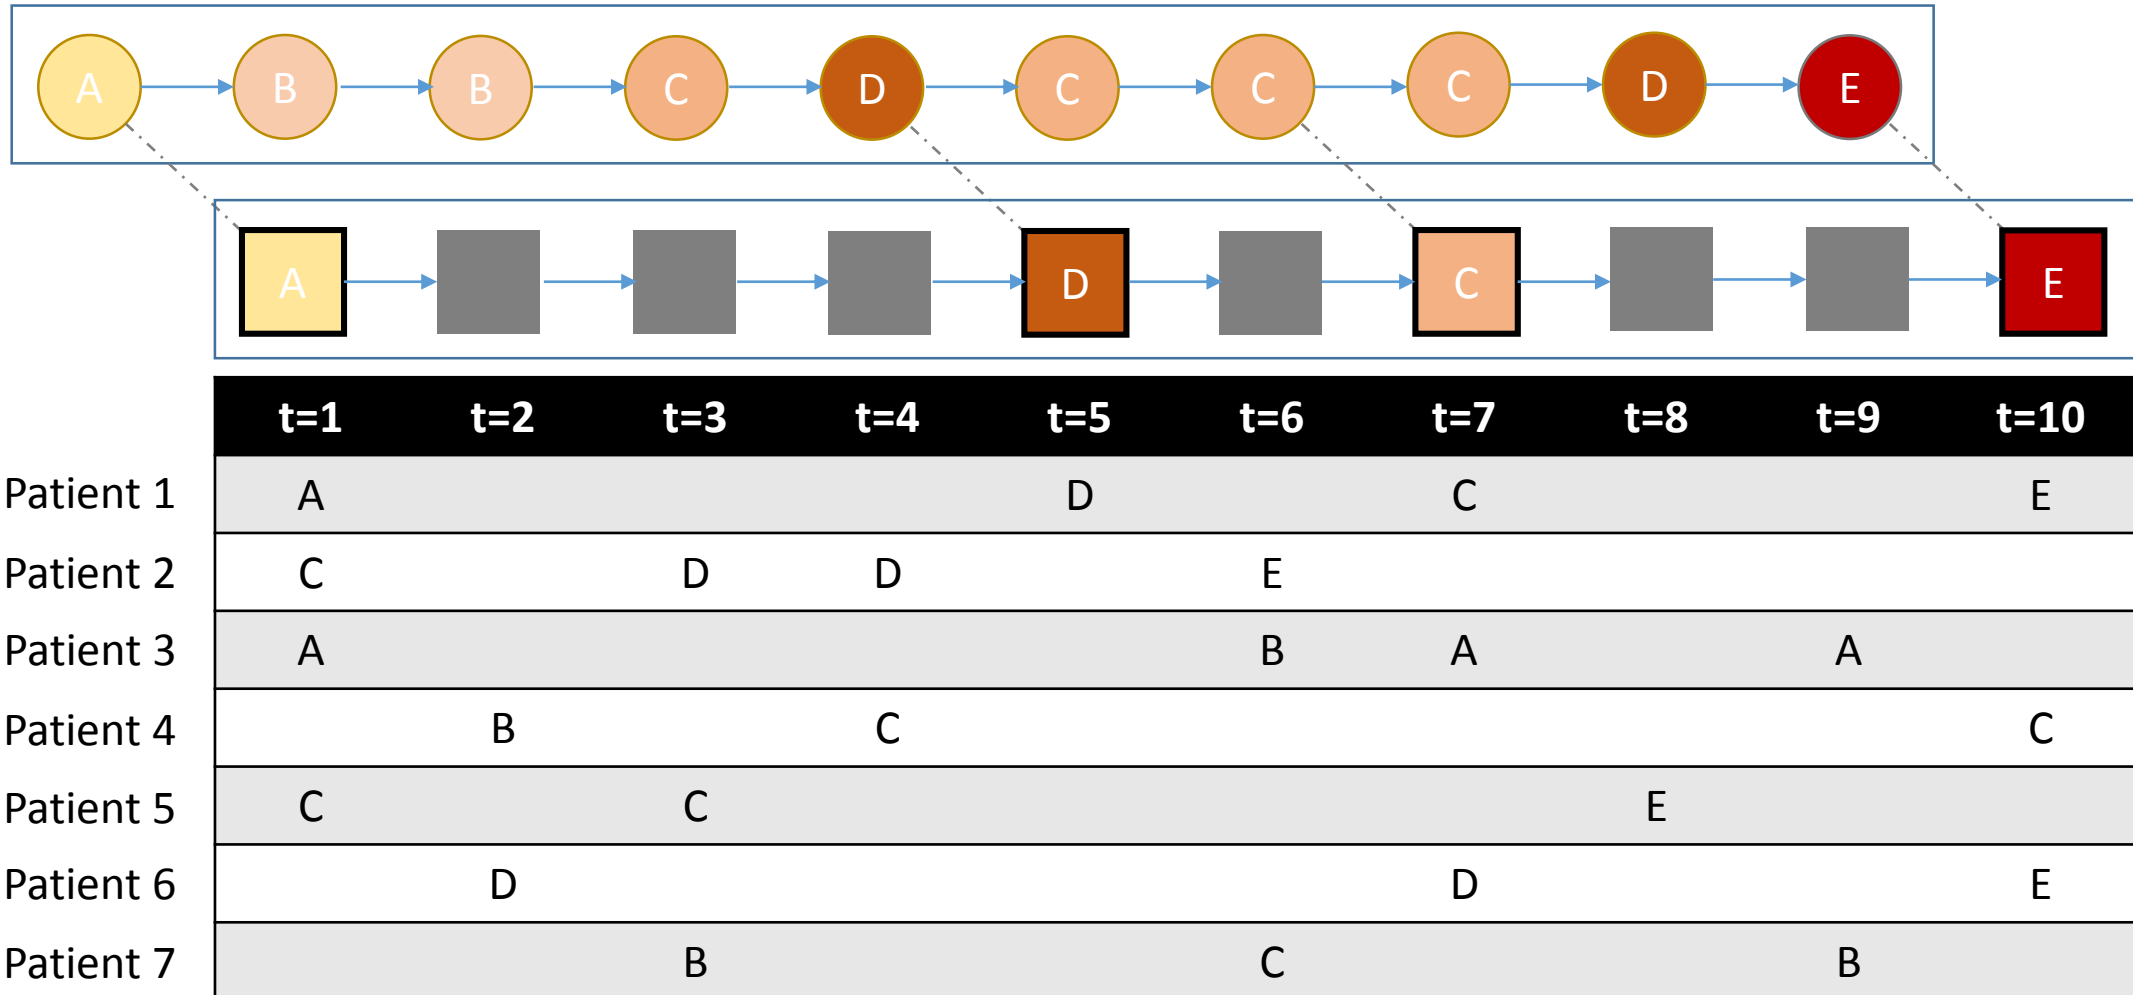 A B B C D C C C D E
A D C E
t=1 t=2 t=3 t=4 t=5 t=6 t=7 t=8 t=9 t=10
Patient 1 A D C E
Patient 2 C D D E
Patient 3 A B A A
Patient 4 B C C
Patient 5 C C E
Patient 6 D D E
Patient 7 B C B